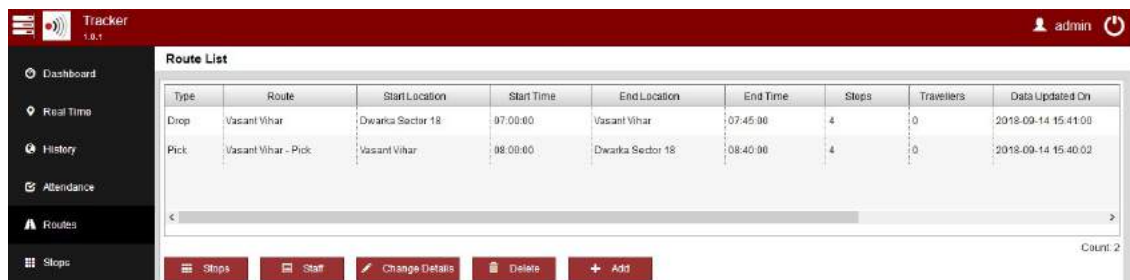 Tracker
1.0.1
admin
Dashboard
Real Time
History
Attendance
Routes
Stops
Route List
Type Route Start Location Start Time End Location End Time Stops Travellers Data Updated On
Drop Vasant Vihar Dwarka Sector 18 07:00:00 Vasant Vihar 07:45:00 4 0 2018-09-14 15:41:00
Pick Vasant Vihar - Pick Vasant Vihar 08:00:00 Dwarka Sector 18 08:40:00 4 0 2018-09-14 15:40:02
Count: 2
Stops Staff Change Details Delete + Add